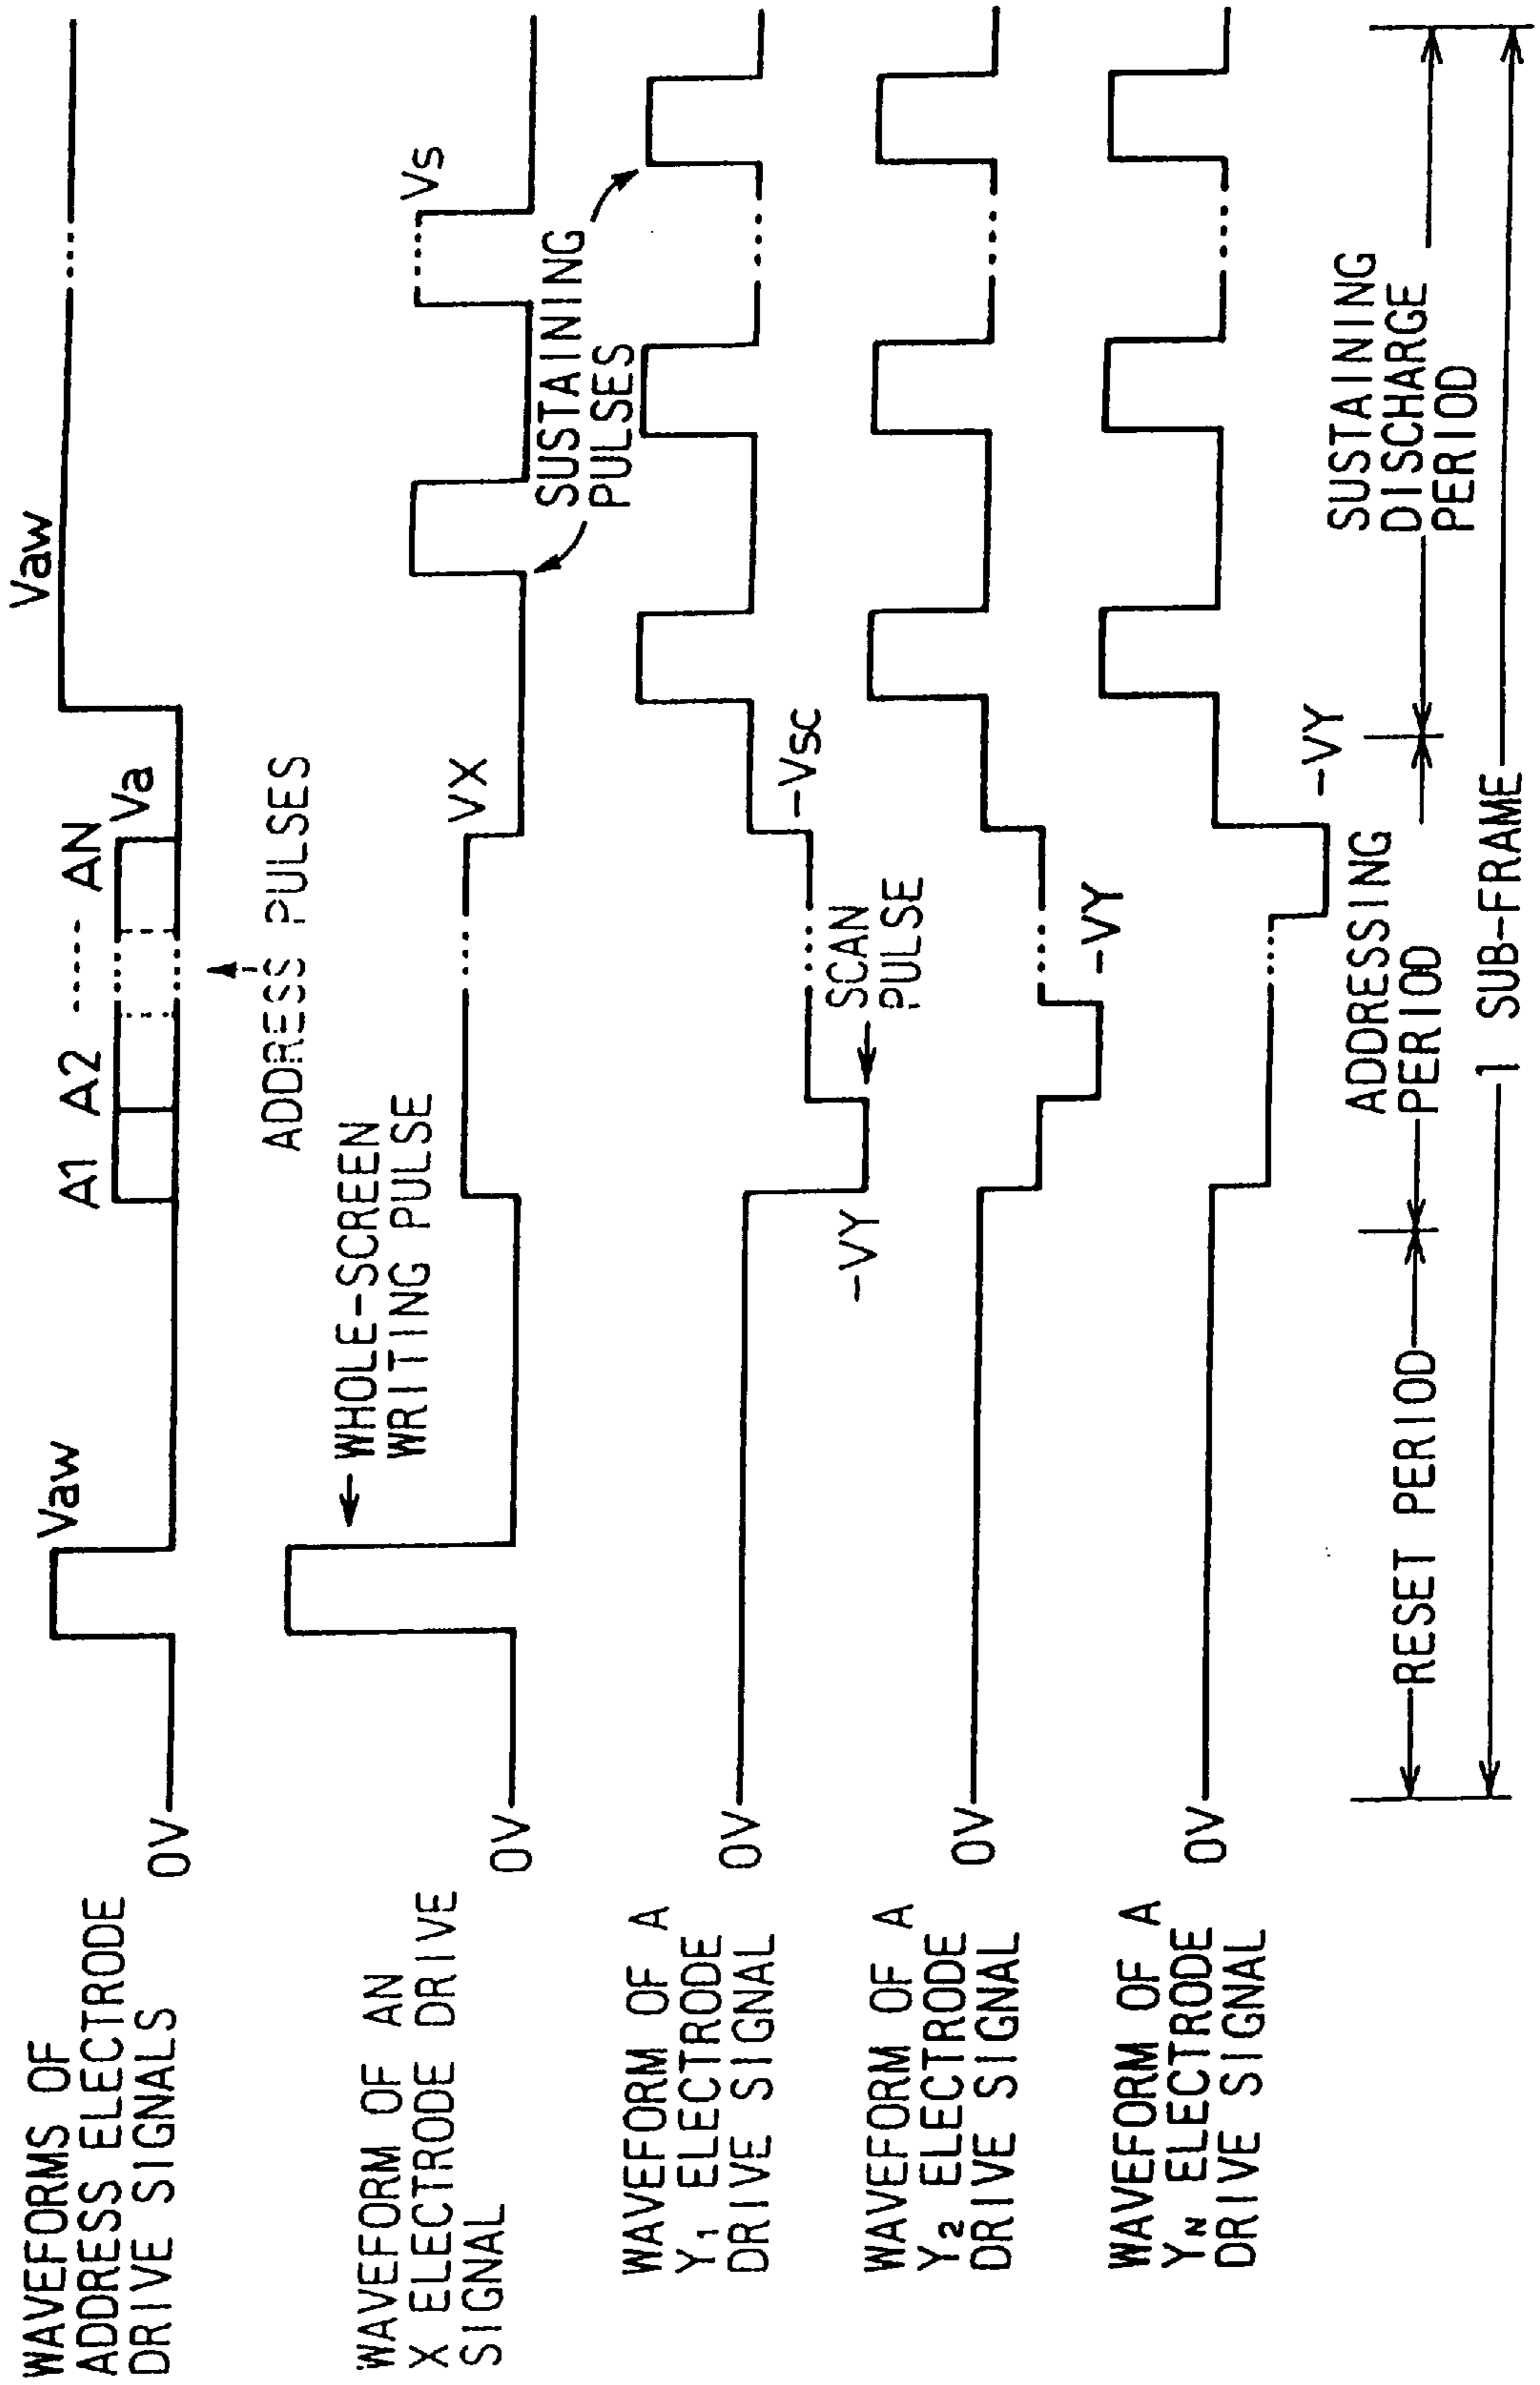 WAVEFORMS OF
ADDRESS ELECTRODE
DRIVE SIGNALS
0V
Vaw
A1 A2 ----- AN
Va
Vaw
ADDRESS PULSES
WAVEFORM OF AN
X ELECTRODE DRIVE
SIGNAL
0V
WHOLE-SCREEN
WRITING PULSE
VX
Vs
SUSTAINING
PULSES
WAVEFORM OF A
Y1 ELECTRODE
DRIVE SIGNAL
0V
-VY
SCAN
PULSE
-Vsc
WAVEFORM OF A
Y2 ELECTRODE
DRIVE SIGNAL
0V
-VY
WAVEFORM OF A
YN ELECTRODE
DRIVE SIGNAL
0V
-VY
RESET PERIOD
ADDRESSING
PERIOD
SUSTAINING
DISCHARGE
PERIOD
1 SUB-FRAME